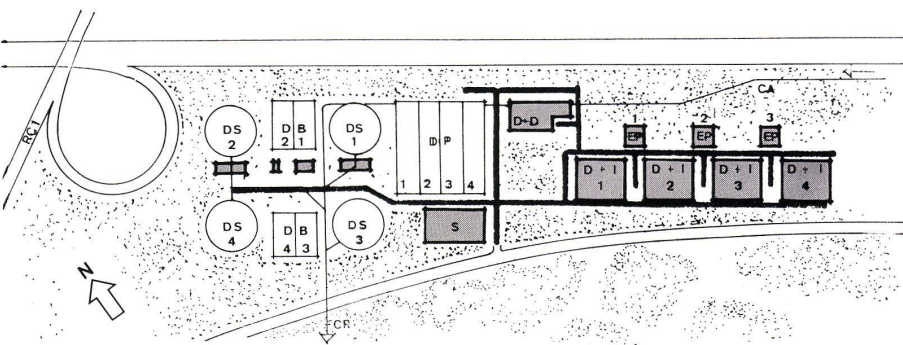 RC1
DS
2
D B
2 1
DS
1
D P
1 2 3 4
D+D
CA
1 2 3
EP EP EP
D + I
1
D + I
2
D + I
3
D + I
4
DS
4
D B
4 3
DS
3
S
N
CR